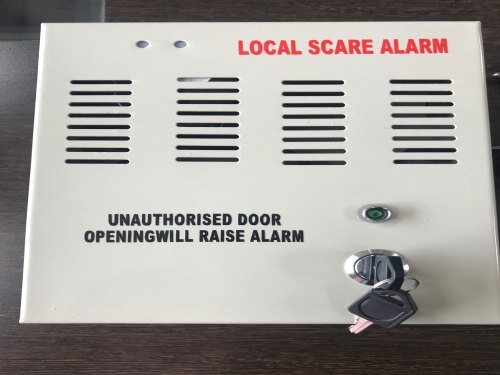 LOCAL SCARE ALARM
UNAUTHORISED DOOR
OPENINGWILL RAISE ALARM